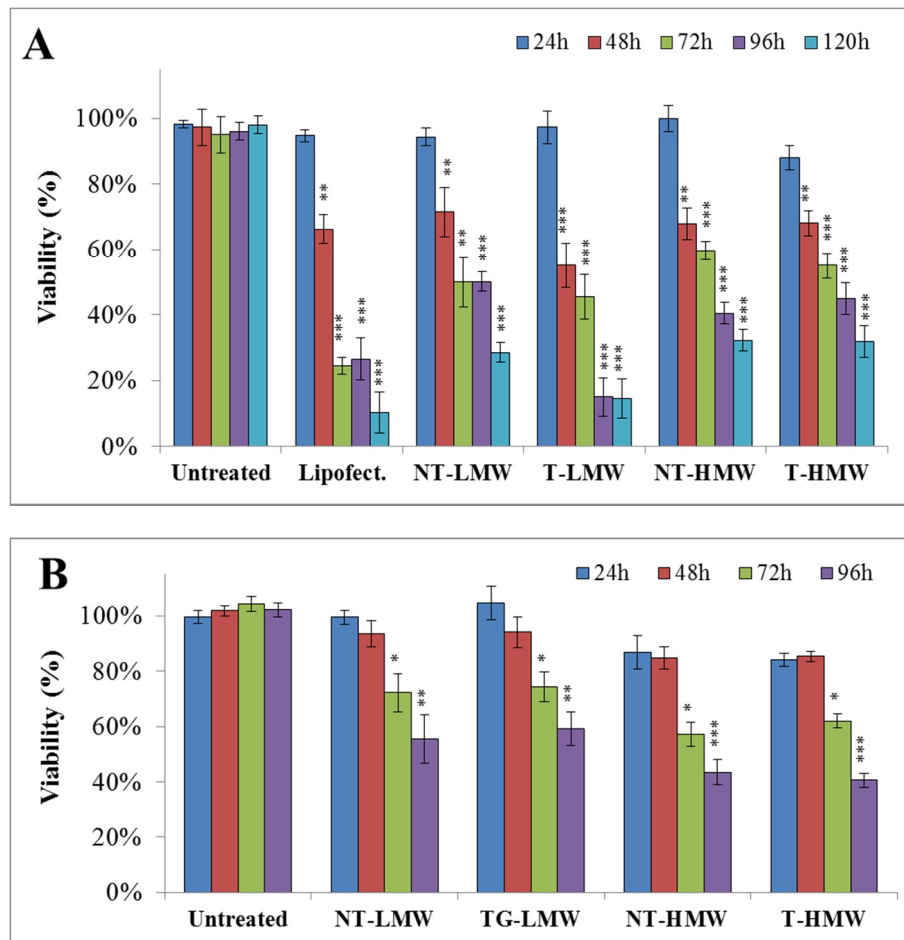 A
24h 48h 72h 96h 120h
Viability (%)
100%
80%
60%
40%
20%
0%
** *** *** ***
** ** *** ***
*** *** *** ***
** *** *** ***
** *** *** ***
Untreated Lipofect. NT-LMW T-LMW NT-HMW T-HMW
B
24h 48h 72h 96h
Viability (%)
100%
80%
60%
40%
20%
0%
* **
* **
* ***
* ***
Untreated NT-LMW TG-LMW NT-HMW T-HMW